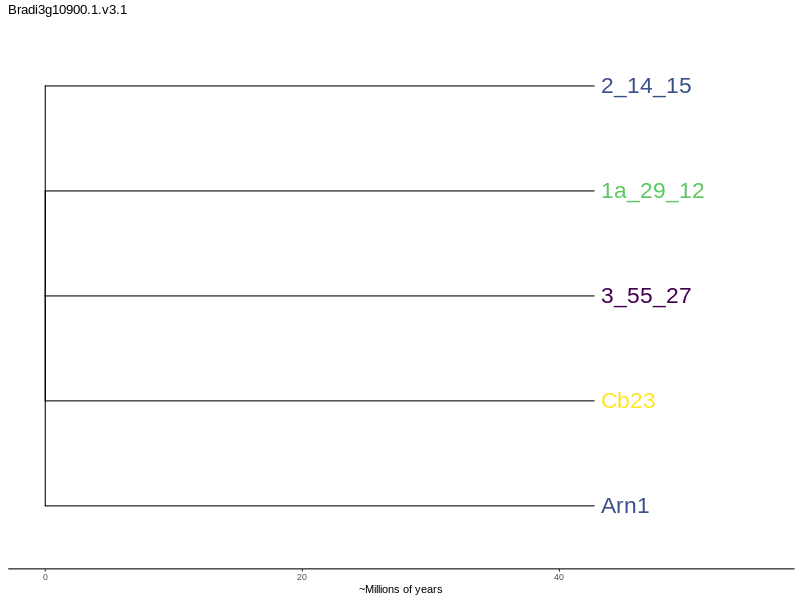 Bradi3g10900.1.v3.1
2_14_15
1a_29_12
3_55_27
Cb23
Arn1
0 20 40
~Millions of years